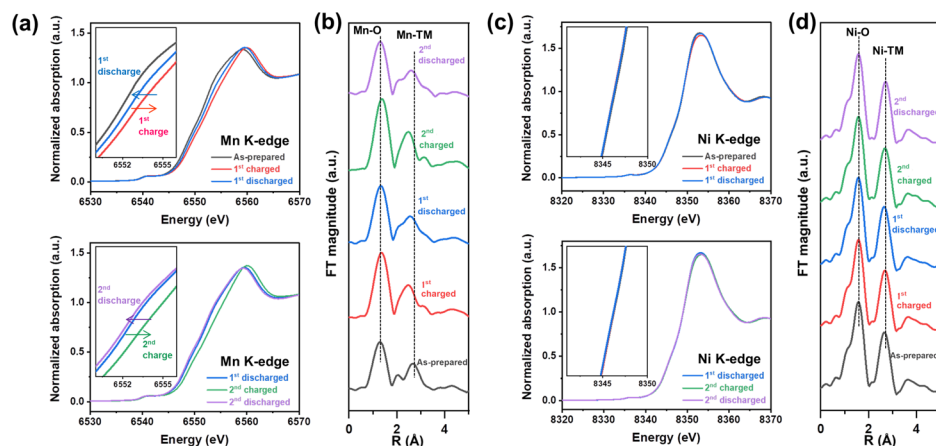 (a)
Normalized absorption (a.u.)
1.5
1.0
0.5
0.0
1st
discharge
1st
charge
6552 6555
Mn K-edge
As-prepared
1st charged
1st discharged
6530 6540 6550 6560 6570
Energy (eV)
Normalized absorption (a.u.)
1.5
1.0
0.5
0.0
2nd
discharge
2nd
charge
6552 6555
Mn K-edge
1st discharged
2nd charged
2nd discharged
6530 6540 6550 6560 6570
Energy (eV)
(b)
FT magnitude (a.u.)
Mn-O
Mn-TM
2nd
discharged
2nd
charged
1st
discharged
1st
charged
As-prepared
0 2 4
R (Å)
(c)
Normalized absorption (a.u.)
1.5
1.0
0.5
0.0
8345 8350
Ni K-edge
As-prepared
1st charged
1st discharged
8320 8330 8340 8350 8360 8370
Energy (eV)
Normalized absorption (a.u.)
1.5
1.0
0.5
0.0
8345 8350
Ni K-edge
1st discharged
2nd charged
2nd discharged
8320 8330 8340 8350 8360 8370
Energy (eV)
(d)
FT magnitude (a.u.)
Ni-O
Ni-TM
2nd
discharged
2nd
charged
1st
discharged
1st
charged
As-prepared
0 2 4
R (Å)